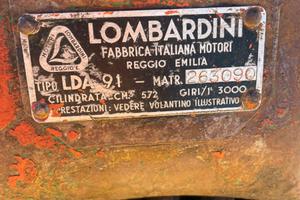 LOMBARDINI
FABBRICA ITALIANA MOTORI
REGGIO EMILIA
REGGIO E.
TIPO LDA 91 - MATR. 263090
CILINDRATA CM³ 572 GIRI/1' 3000
PRESTAZIONI: VEDERE VOLANTINO ILLUSTRATIVO